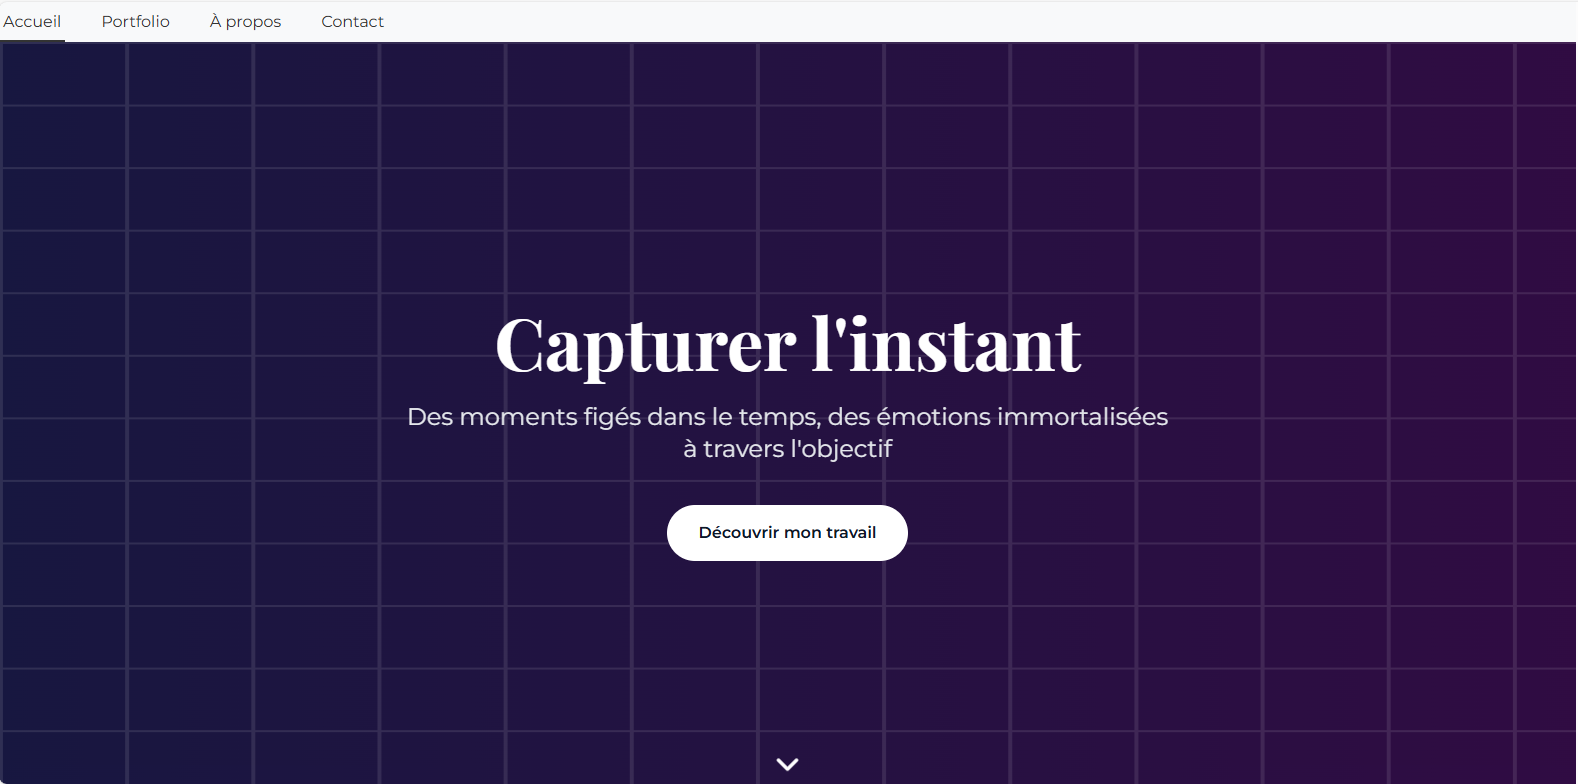 Accueil Portfolio À propos Contact
Capturer l'instant
Des moments figés dans le temps, des émotions immortalisées
à travers l'objectif
Découvrir mon travail